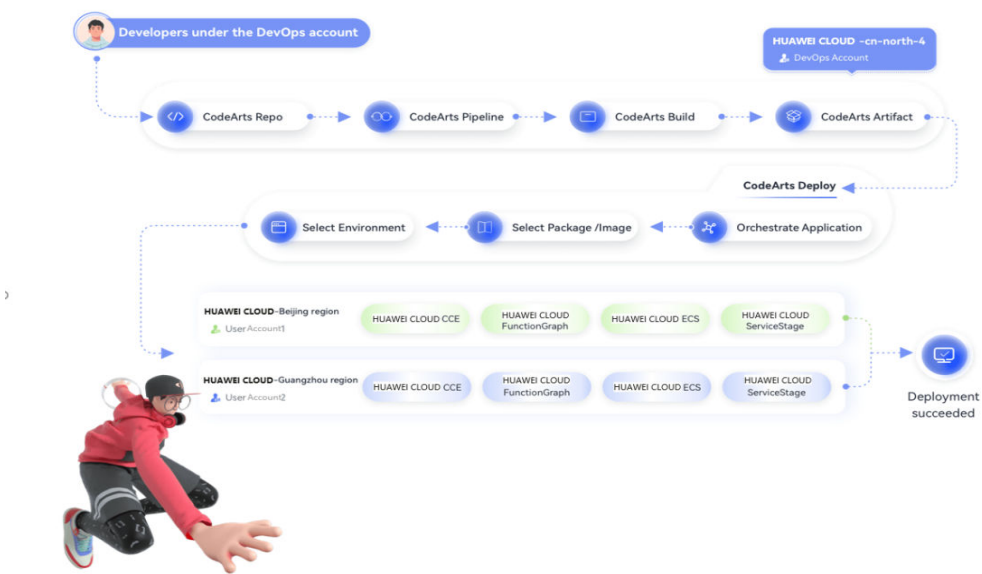 Developers under the DevOps account
HUAWEI CLOUD -cn-north-4
DevOps Account
CodeArts Repo
CodeArts Pipeline
CodeArts Build
CodeArts Artifact
CodeArts Deploy
Select Environment
Select Package /Image
Orchestrate Application
HUAWEI CLOUD-Beijing region
User Account1
HUAWEI CLOUD CCE
HUAWEI CLOUD
FunctionGraph
HUAWEI CLOUD ECS
HUAWEI CLOUD
ServiceStage
HUAWEI CLOUD-Guangzhou region
User Account2
HUAWEI CLOUD CCE
HUAWEI CLOUD
FunctionGraph
HUAWEI CLOUD ECS
HUAWEI CLOUD
ServiceStage
Deployment
succeeded